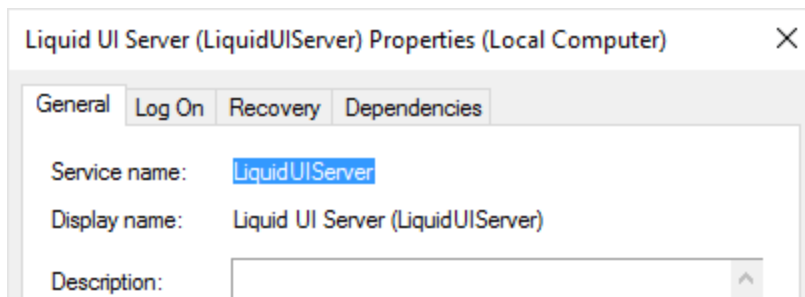 Liquid UI Server (LiquidUIServer) Properties (Local Computer)
General Log On Recovery Dependencies
Service name: LiquidUIServer
Display name: Liquid UI Server (LiquidUIServer)
Description: